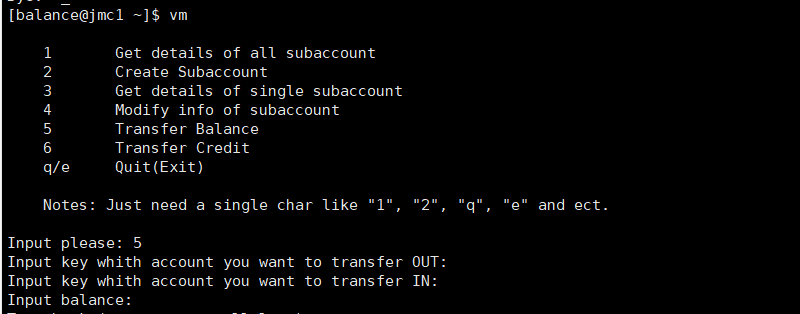 [balance@jmc1 ~]$ vm
1 Get details of all subaccount
2 Create Subaccount
3 Get details of single subaccount
4 Modify info of subaccount
5 Transfer Balance
6 Transfer Credit
q/e Quit(Exit)
Notes: Just need a single char like "1", "2", "q", "e" and ect.
Input please: 5
Input key whith account you want to transfer OUT:
Input key whith account you want to transfer IN:
Input balance: